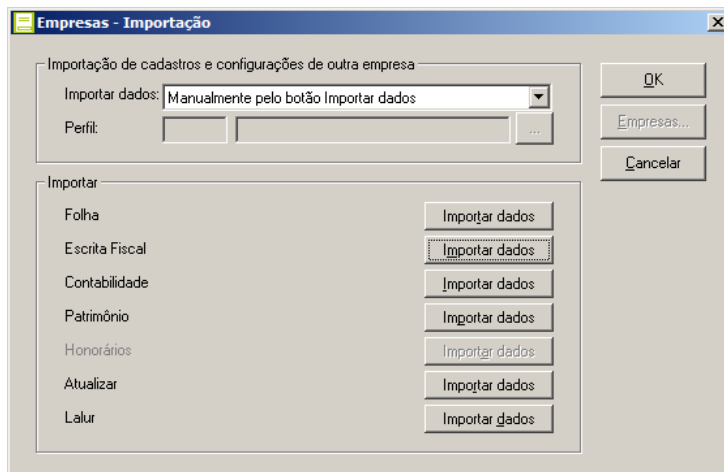 Empresas - Importação
Importação de cadastros e configurações de outra empresa
Importar dados: Manualmente pelo botão Importar dados
Perfil: ...
OK
Empresas...
Cancelar
Importar
Folha Importar dados
Escrita Fiscal Importar dados
Contabilidade Importar dados
Patrimônio Importar dados
Honorários Importar dados
Atualizar Importar dados
Lalur Importar dados